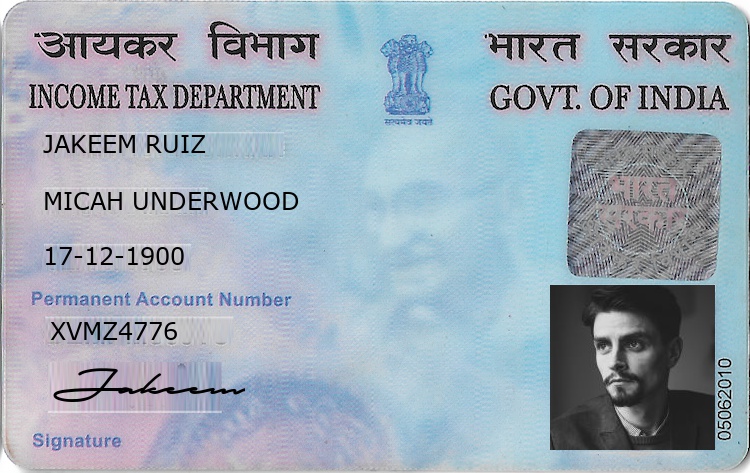 आयकर विभाग भारत सरकार
INCOME TAX DEPARTMENT GOVT. OF INDIA
सत्यमेव जयते
JAKEEM RUIZ
MICAH UNDERWOOD
भारत
सरकार
17-12-1900
Permanent Account Number
XVMZ4776
Jakeem
Signature
05062010